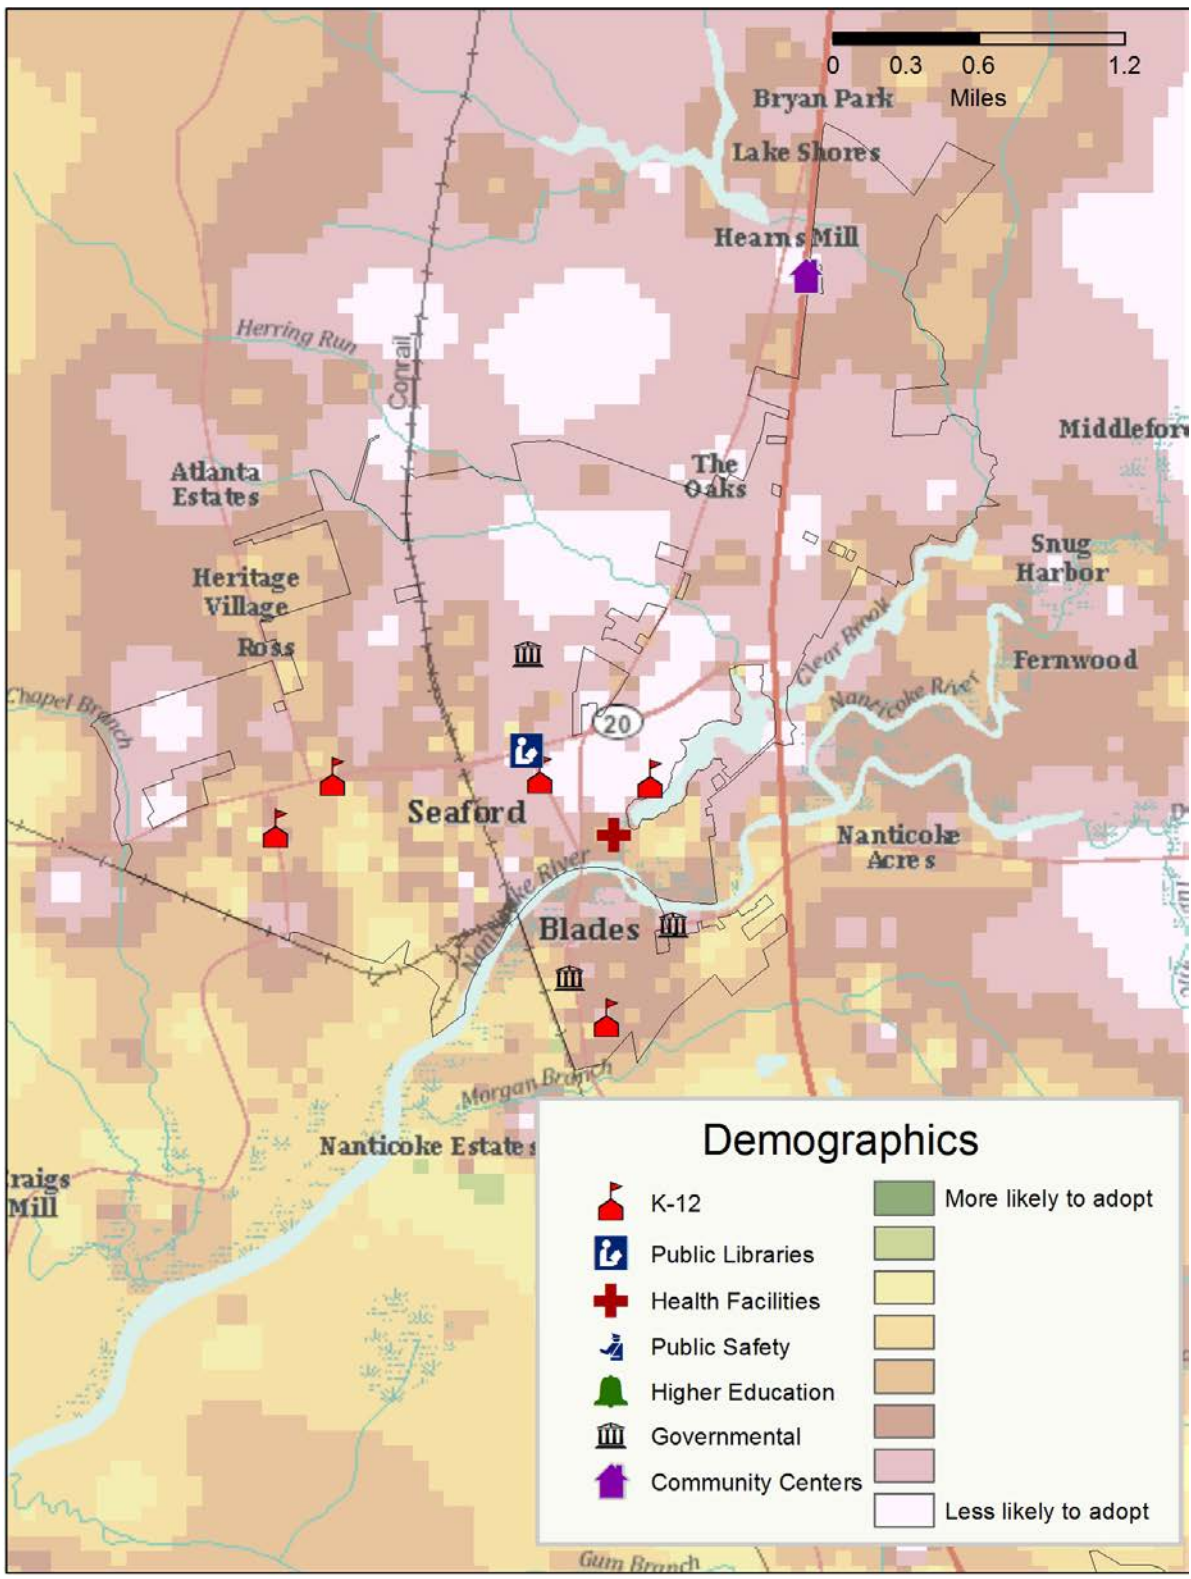 0 0.3 0.6 1.2
Miles
Bryan Park
Lake Shores
Hearns Mill
Herring Run
Conrail
Middlefor
Atlanta
Estates
The
Oaks
Snug
Harbor
Heritage
Village
Ross
Clear Brook
Fernwood
Nanticoke River
Chapel Branch
20
Seaford
Nanticoke
Acres
Nanticoke River
Blades
Morgan Branch
Nanticoke Estates
raigs
Mill
Demographics
K-12
Public Libraries
Health Facilities
Public Safety
Higher Education
Governmental
Community Centers
More likely to adopt
Less likely to adopt
Gum Branch